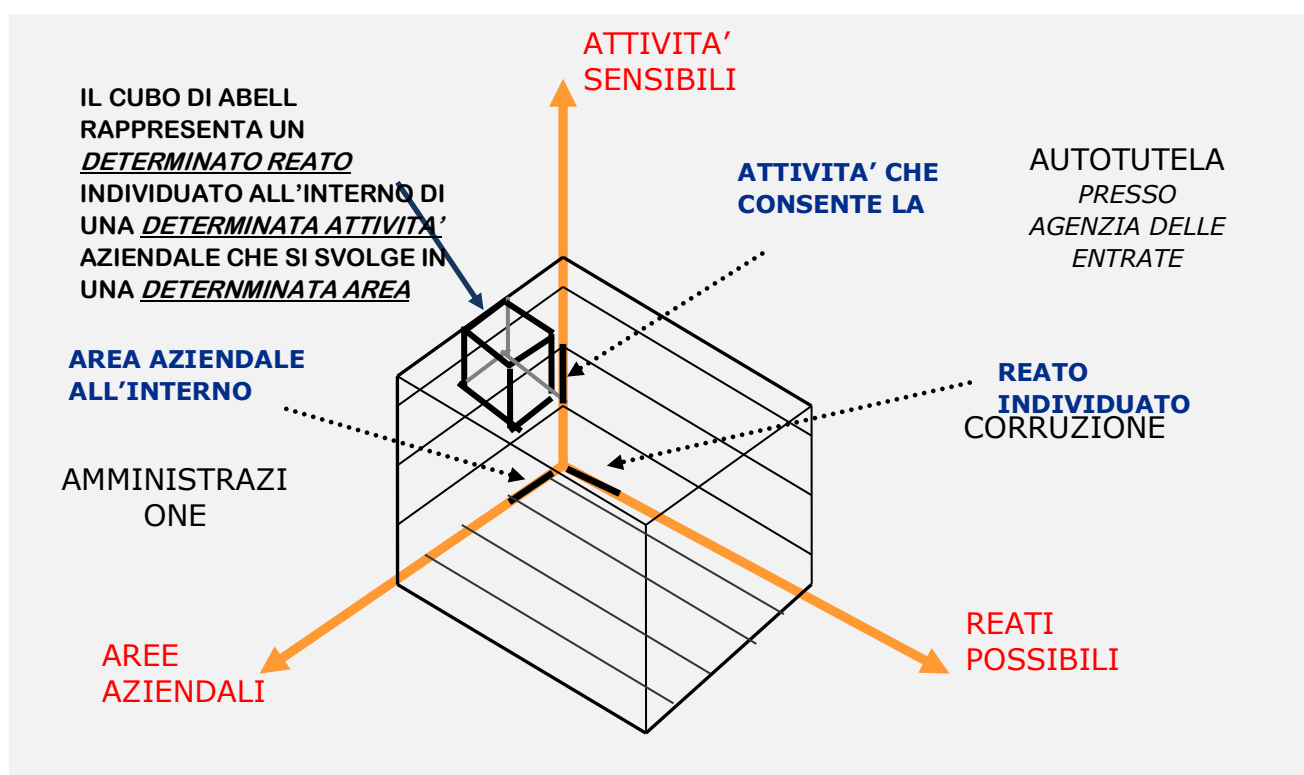 ATTIVITA’
SENSIBILI
IL CUBO DI ABELL
RAPPRESENTA UN
DETERMINATO REATO
INDIVIDUATO ALL’INTERNO DI
UNA DETERMINATA ATTIVITA’
AZIENDALE CHE SI SVOLGE IN
UNA DETERNMINATA AREA
ATTIVITA’ CHE
CONSENTE LA
AUTOTUTELA
PRESSO
AGENZIA DELLE
ENTRATE
AREA AZIENDALE
ALL’INTERNO
REATO
INDIVIDUATO
CORRUZIONE
AMMINISTRAZI
ONE
AREE
AZIENDALI
REATI
POSSIBILI